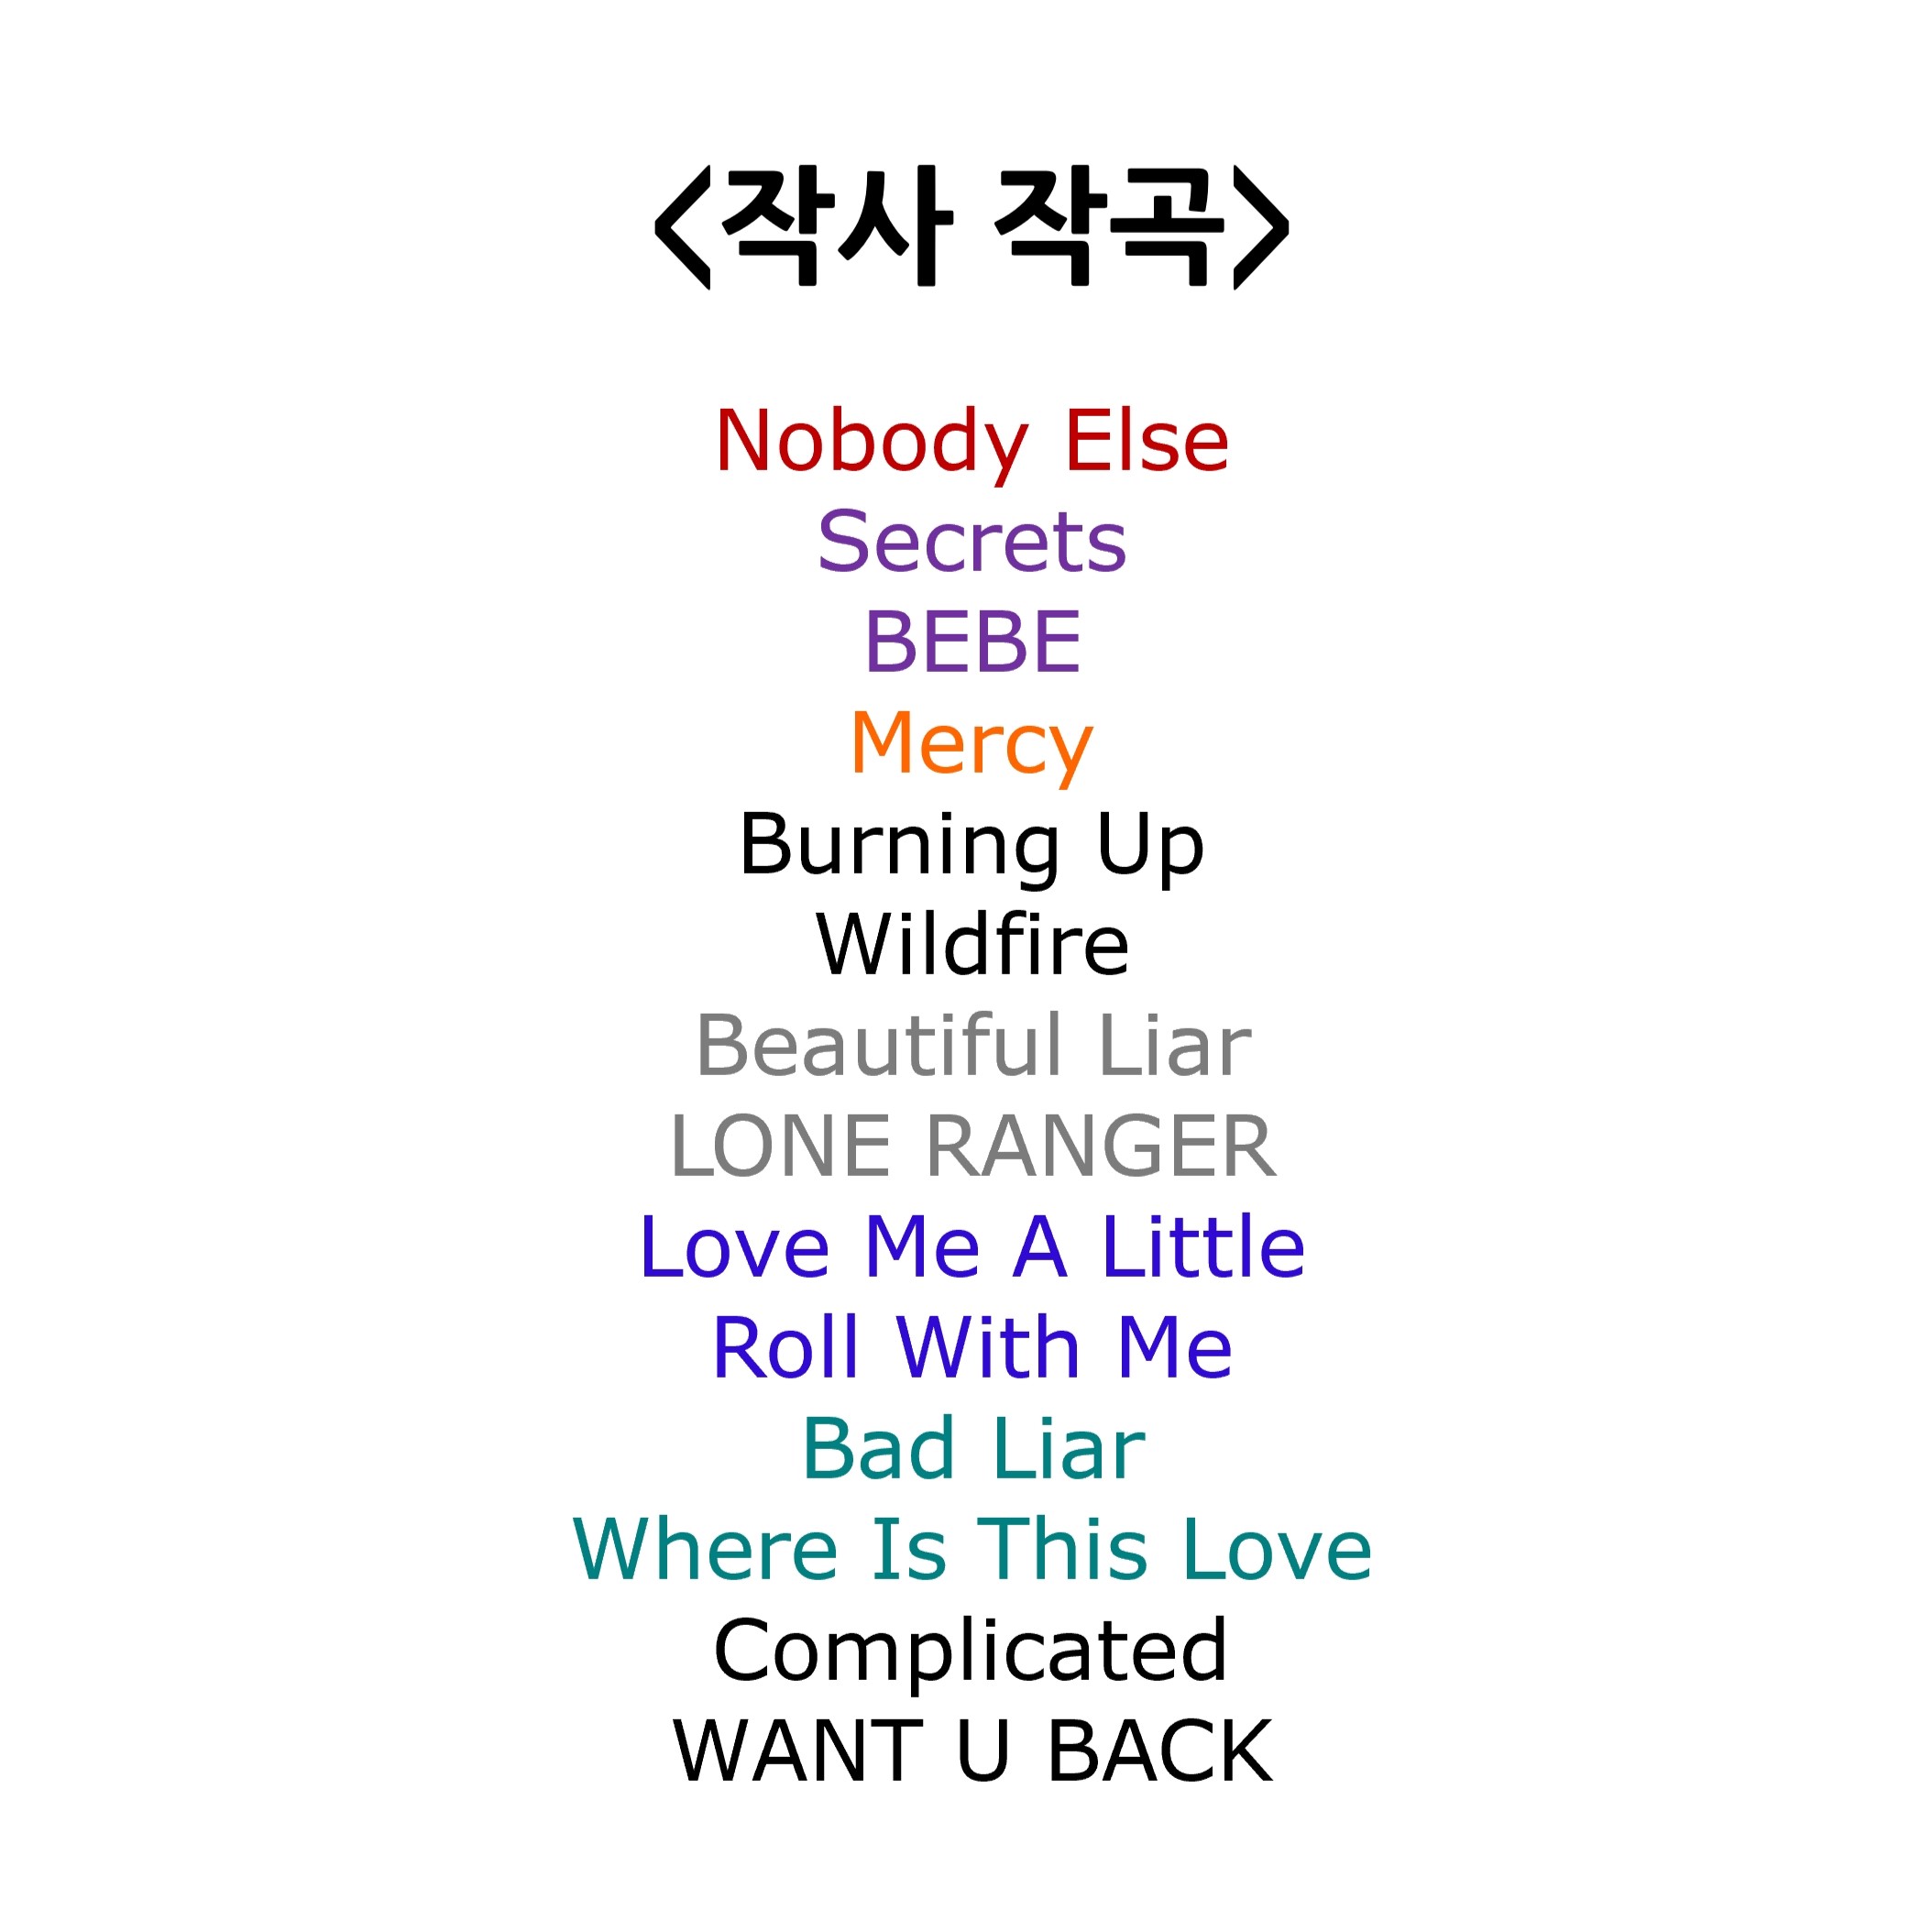 <작사 작곡>
Nobody Else
Secrets
BEBE
Mercy
Burning Up
Wildfire
Beautiful Liar
LONE RANGER
Love Me A Little
Roll With Me
Bad Liar
Where Is This Love
Complicated
WANT U BACK